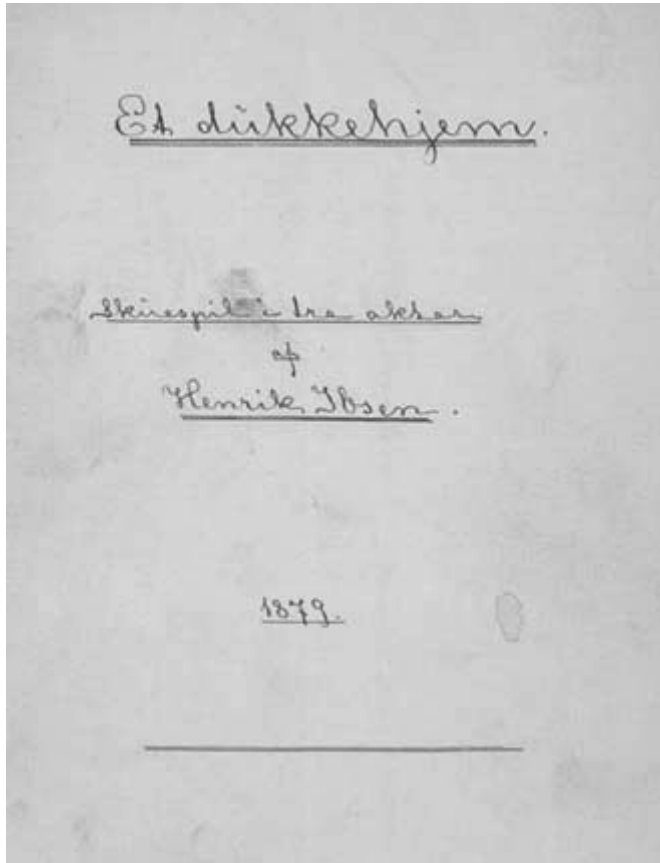 Et dukkehjem.
Skuespil i tre akter
af
Henrik Ibsen.
1879.